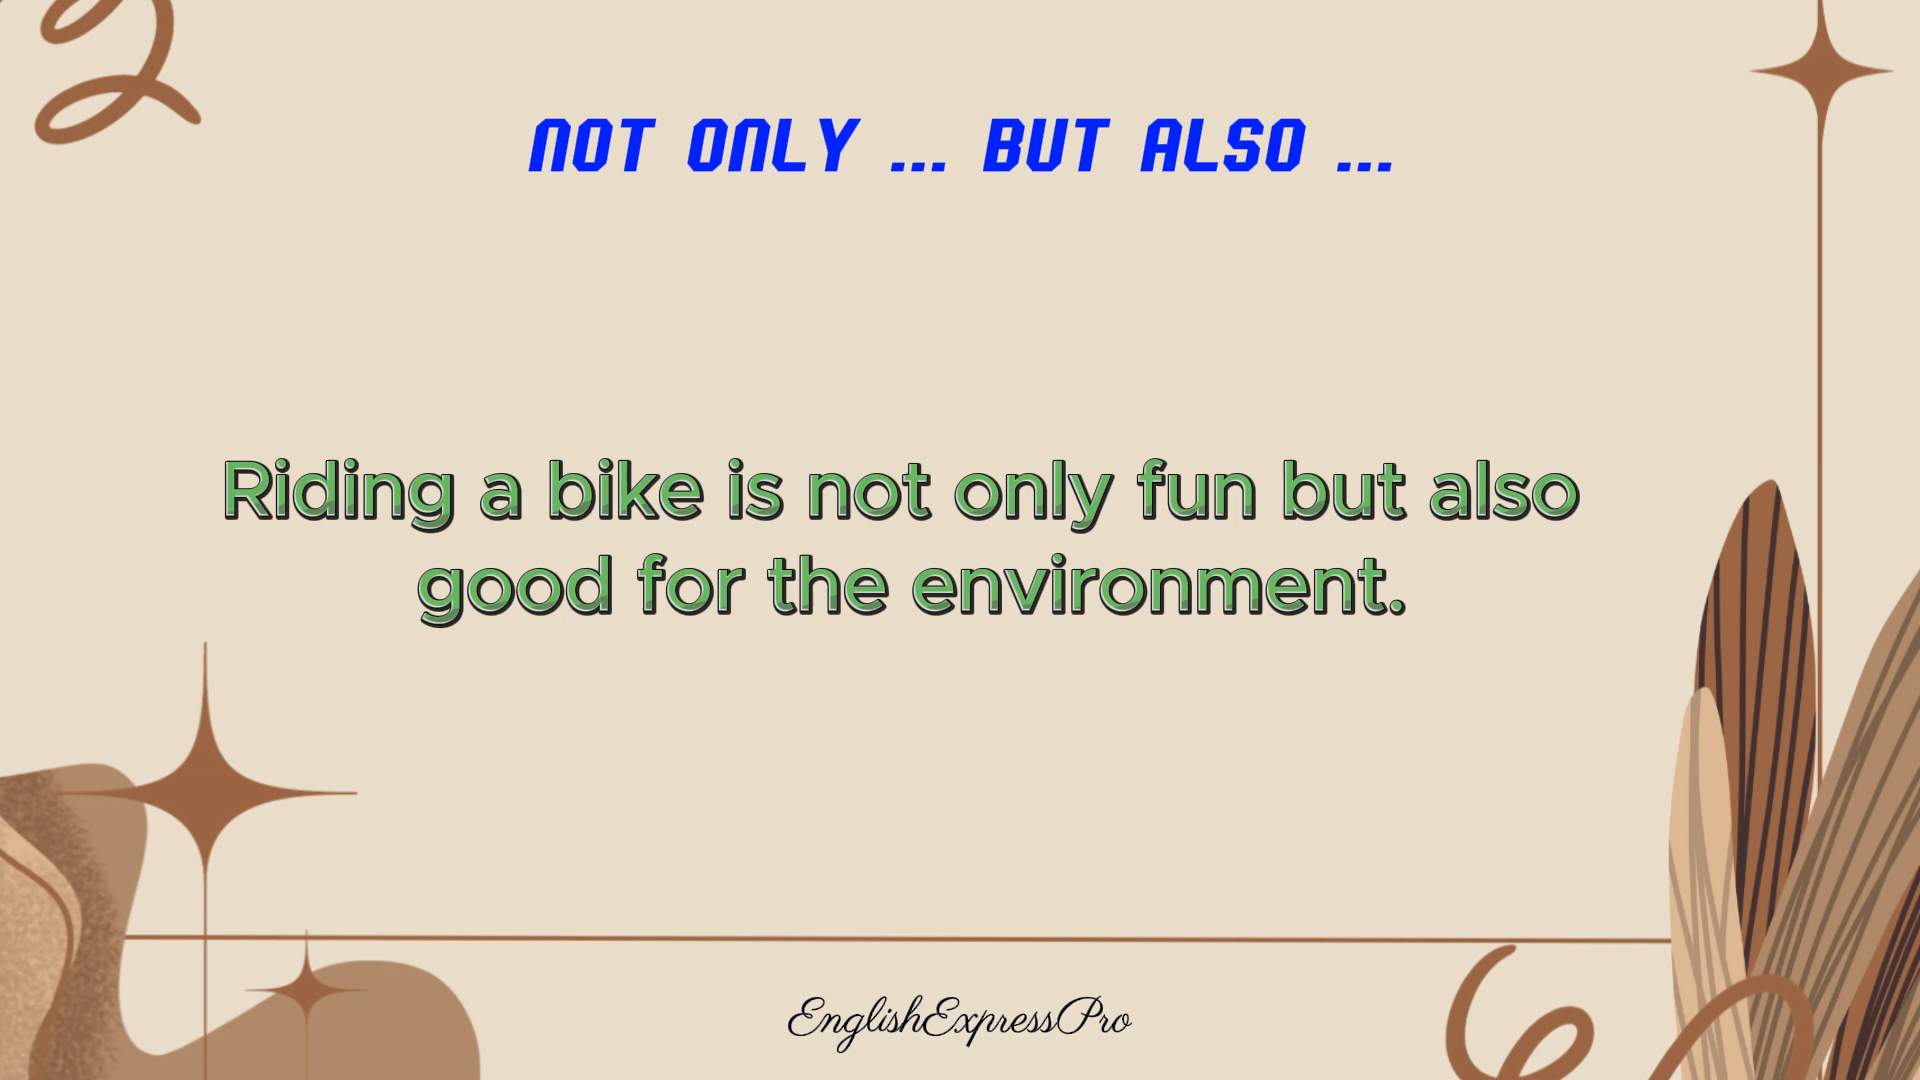 NOT ONLY ... BUT ALSO ...
Riding a bike is not only fun but also
good for the environment.
EnglishExpressPro